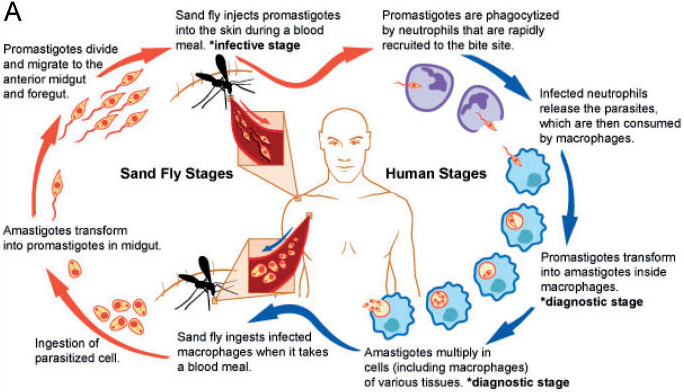 A
Sand fly injects promastigotes
into the skin during a blood
meal. *infective stage
Promastigotes are phagocytized
by neutrophils that are rapidly
recruited to the bite site.
Infected neutrophils
release the parasites,
which are then consumed
by macrophages.
Promastigotes transform
into amastigotes inside
macrophages.
*diagnostic stage
Amastigotes multiply in
cells (including macrophages)
of various tissues. *diagnostic stage
Sand fly ingests infected
macrophages when it takes
a blood meal.
Ingestion of
parasitized cell.
Amastigotes transform
into promastigotes in midgut.
Promastigotes divide
and migrate to the
anterior midgut
and foregut.
Sand Fly Stages
Human Stages